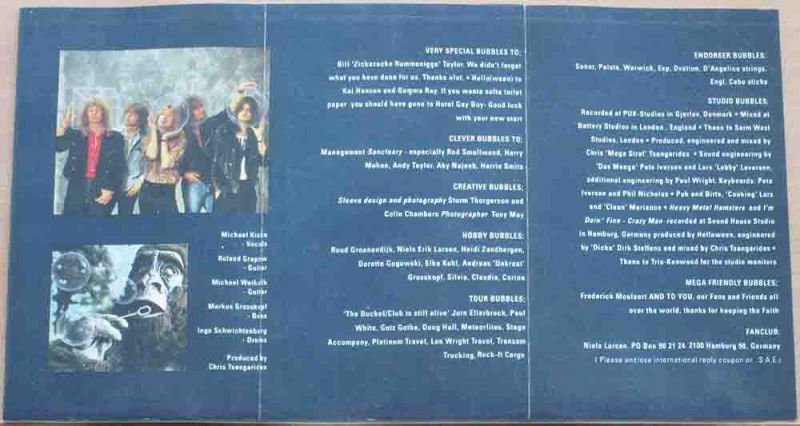 Michael Kiske
- Vocals
Roland Grapow
- Guitar
Michael Weikath
- Guitar
Markus Grosskopf
- Bass
Ingo Schwichtenberg
- Drums
Produced by
Chris Tsangarides
VERY SPECIAL BUBBLES TO:
Bill 'Zickezacke Rummenigge' Taylor. We didn't forget
what you have done for us. Thanks alot. • Hello(ween) to
Kai Hansen and Gamma Ray. If you wanta softa toilet
paper you should have gone to Hotel Gay Boy- Good luck
with your new start
CLEVER BUBBLES TO:
Management Sanctuary - especially Rod Smallwood, Harry
Mohan, Andy Taylor, Aky Najeeb, Harric Smits
CREATIVE BUBBLES;
Sleeve design and photography Storm Thorgerson and
Colin Chambers Photographer Tony May
HOBBY BUBBLES:
Ruud Groenendijk, Niels Erik Larsen, Heidi Zandbergen,
Dorette Gogowski, Elke Kuhl, Andreas 'Oekrant'
Grosskopf, Silvia, Claudia, Corina
TOUR BUBBLES:
'The Bucket/Club is still alive' Jorn Ellerbrock, Paul
White, Gotz Gathe, Doug Hall, Meteorlites, Stage
Accompany, Platinum Travel, Len Wright Travel, Transam
Trucking, Rock-It Cargo
ENDORSER BUBBLES:
Sonor, Paiste, Warwick, Esp, Ovation, D'Angelico strings,
Engl, Cabu sticks
STUDIO BUBBLES:
Recorded at PUK-Studios in Gjerlev, Denmark • Mixed at
Battery Studios in London, England • Thanx to Sarm West
Studios, London • Produced, engineered and mixed by
Chris 'Mega Strat' Tsangarides • Sound engineering by
'Das Menga' Pete Iversen and Lars 'Lobby' Laversen,
additional engineering by Paul Wright, Keyboards: Pete
Iversen and Phil Nicholas • Puk and Birte, 'Cooking' Lars
and 'Clean' Marianne • Heavy Metal Hamsters and I'm
Doin' Fine - Crazy Man recorded at Sound House Studio
in Hamburg, Germany produced by Helloween, engineered
by 'Dicke' Dirk Steffens and mixed by Chris Tsangarides •
Thanx to Trio-Kenwood for the studio monitors
MEGA FRIENDLY BUBBLES:
Frederick Moulaert AND TO YOU, our Fans and Friends all
over the world, thanks for keeping the Faith
FANCLUB:
Niels Larsen, PO Box 90 21 24 2100 Hamburg 90, Germany
(Please enclose international reply coupon or S.A.E.)